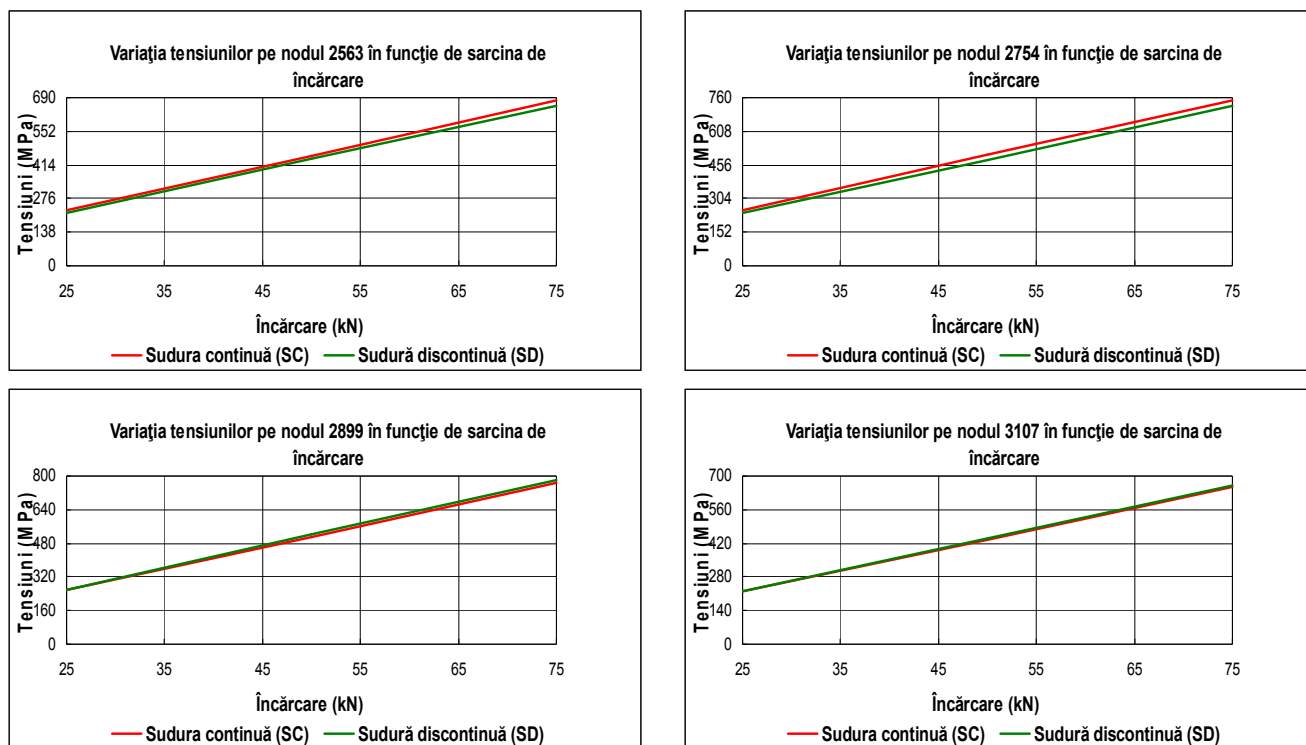 Variaţia tensiunilor pe nodul 2563 în funcţie de sarcina de
încărcare
Tensiuni (MPa)
690
552
414
276
138
0
25 35 45 55 65 75
Încărcare (kN)
Sudura continuă (SC) Sudură discontinuă (SD)
Variaţia tensiunilor pe nodul 2754 în funcţie de sarcina de
încărcare
Tensiuni (MPa)
760
608
456
304
152
0
25 35 45 55 65 75
Încărcare (kN)
Sudura continuă (SC) Sudură discontinuă (SD)
Variaţia tensiunilor pe nodul 2899 în funcţie de sarcina de
încărcare
Tensiuni (MPa)
800
640
480
320
160
0
25 35 45 55 65 75
Încărcare (kN)
Sudura continuă (SC) Sudură discontinuă (SD)
Variaţia tensiunilor pe nodul 3107 în funcţie de sarcina de
încărcare
Tensiuni (MPa)
700
560
420
280
140
0
25 35 45 55 65 75
Încărcare (kN)
Sudura continuă (SC) Sudură discontinuă (SD)